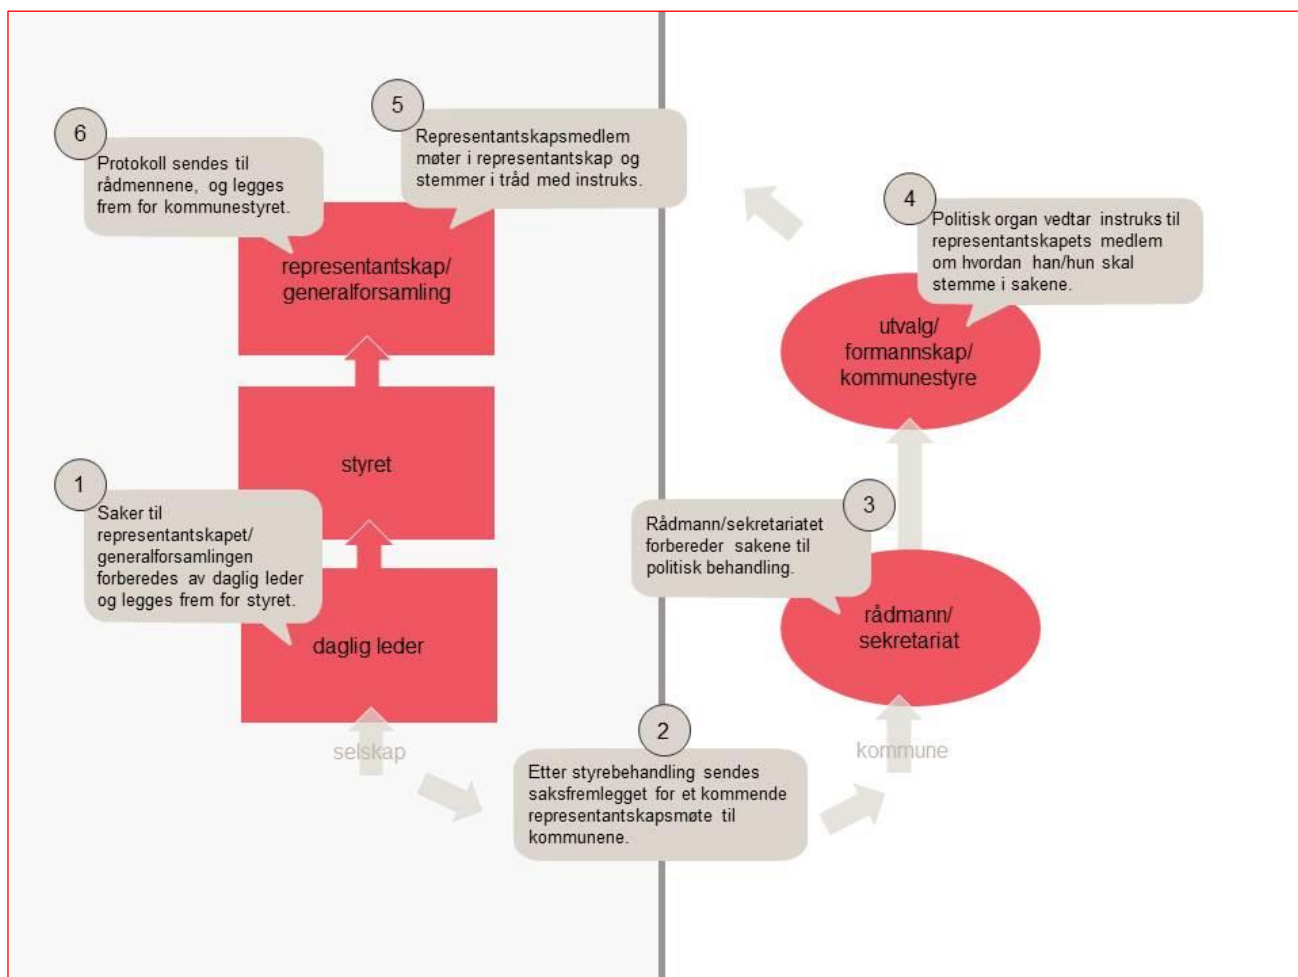 6
Protokoll sendes til
rådmennene, og legges
frem for kommunestyret.
5
Representantskapsmedlem
møter i representantskap og
stemmer i tråd med instruks.
4
Politisk organ vedtar instruks til
representantskapets medlem
om hvordan han/hun skal
stemme i sakene.
representantskap/
generalforsamling
utvalg/
formannskap/
kommunestyre
styret
1
Saker til
representantskapet/
generalforsamlingen
forberedes av daglig leder
og legges frem for styret.
3
Rådmann/sekretariatet
forbereder sakene til
politisk behandling.
daglig leder
rådmann/
sekretariat
selskap
2
Etter styrebehandling sendes
saksfremlegget for et kommende
representantskapsmøte til
kommunene.
kommune